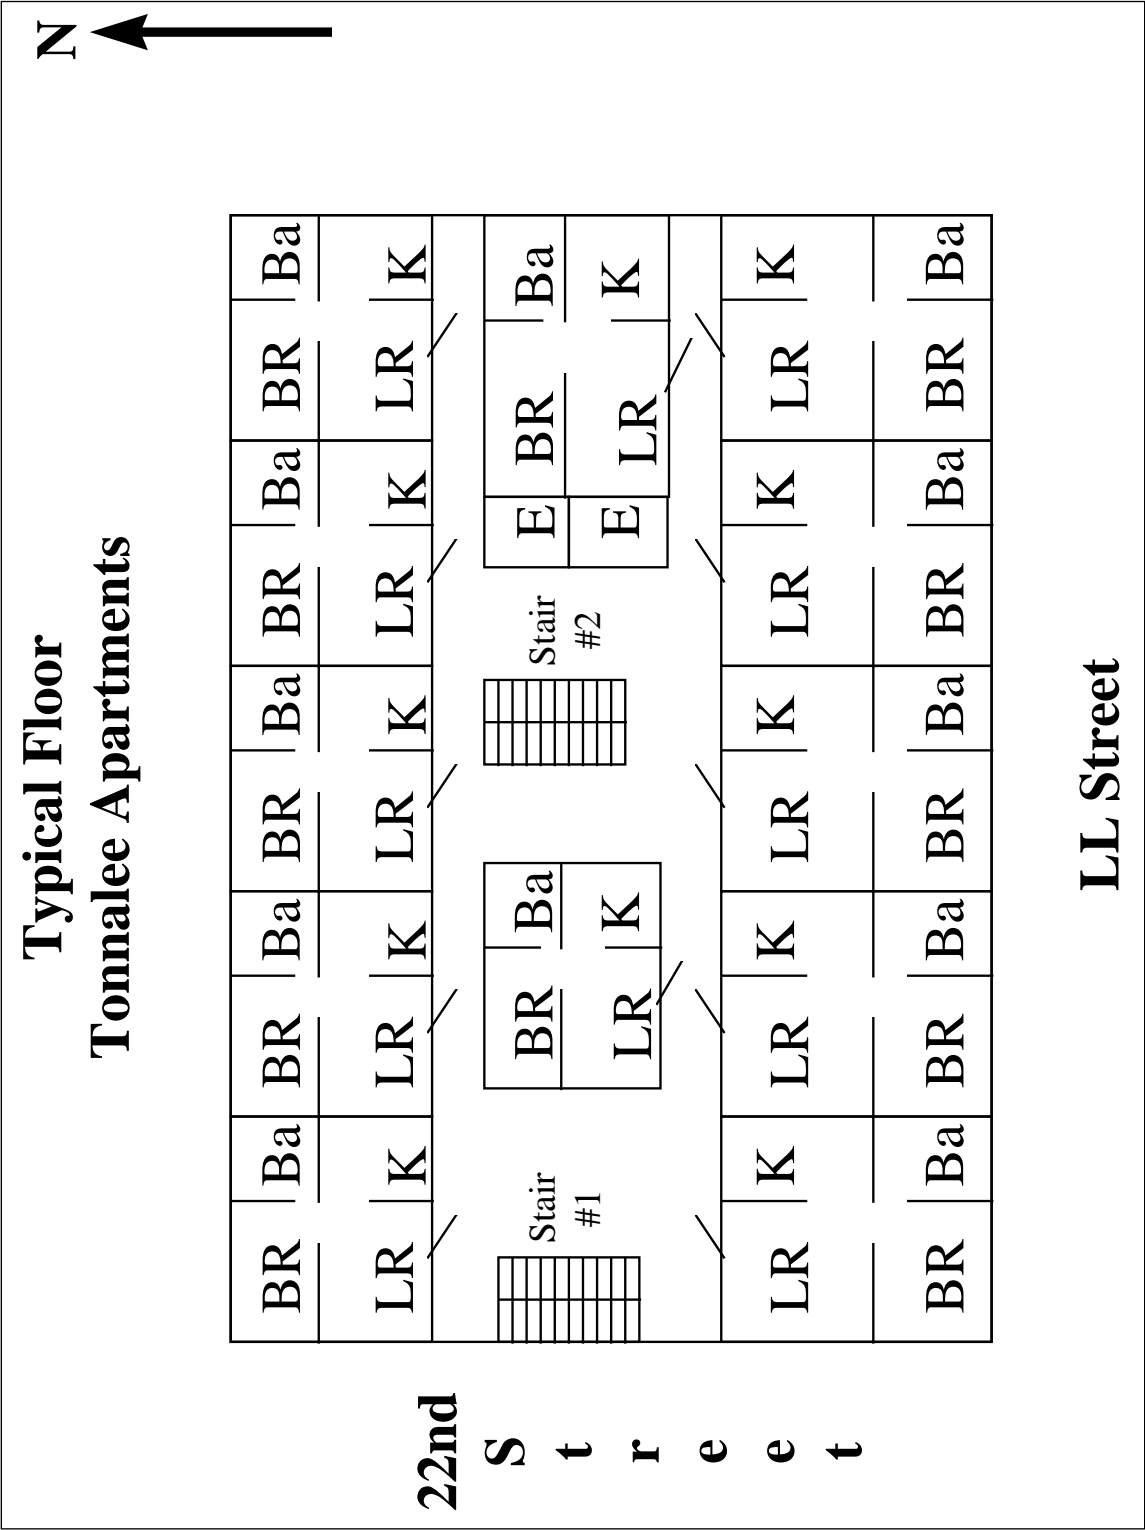 N
Typical Floor
Tonnalee Apartments
BR Ba BR Ba BR Ba BR Ba BR Ba
LR K LR K LR K LR K LR K
22nd
S
t
r
e
e
t
Stair
#1
BR Ba
LR K
Stair
#2
E BR Ba
E LR K
LR K LR K LR K LR K LR K
BR Ba BR Ba BR Ba BR Ba BR Ba
LL Street